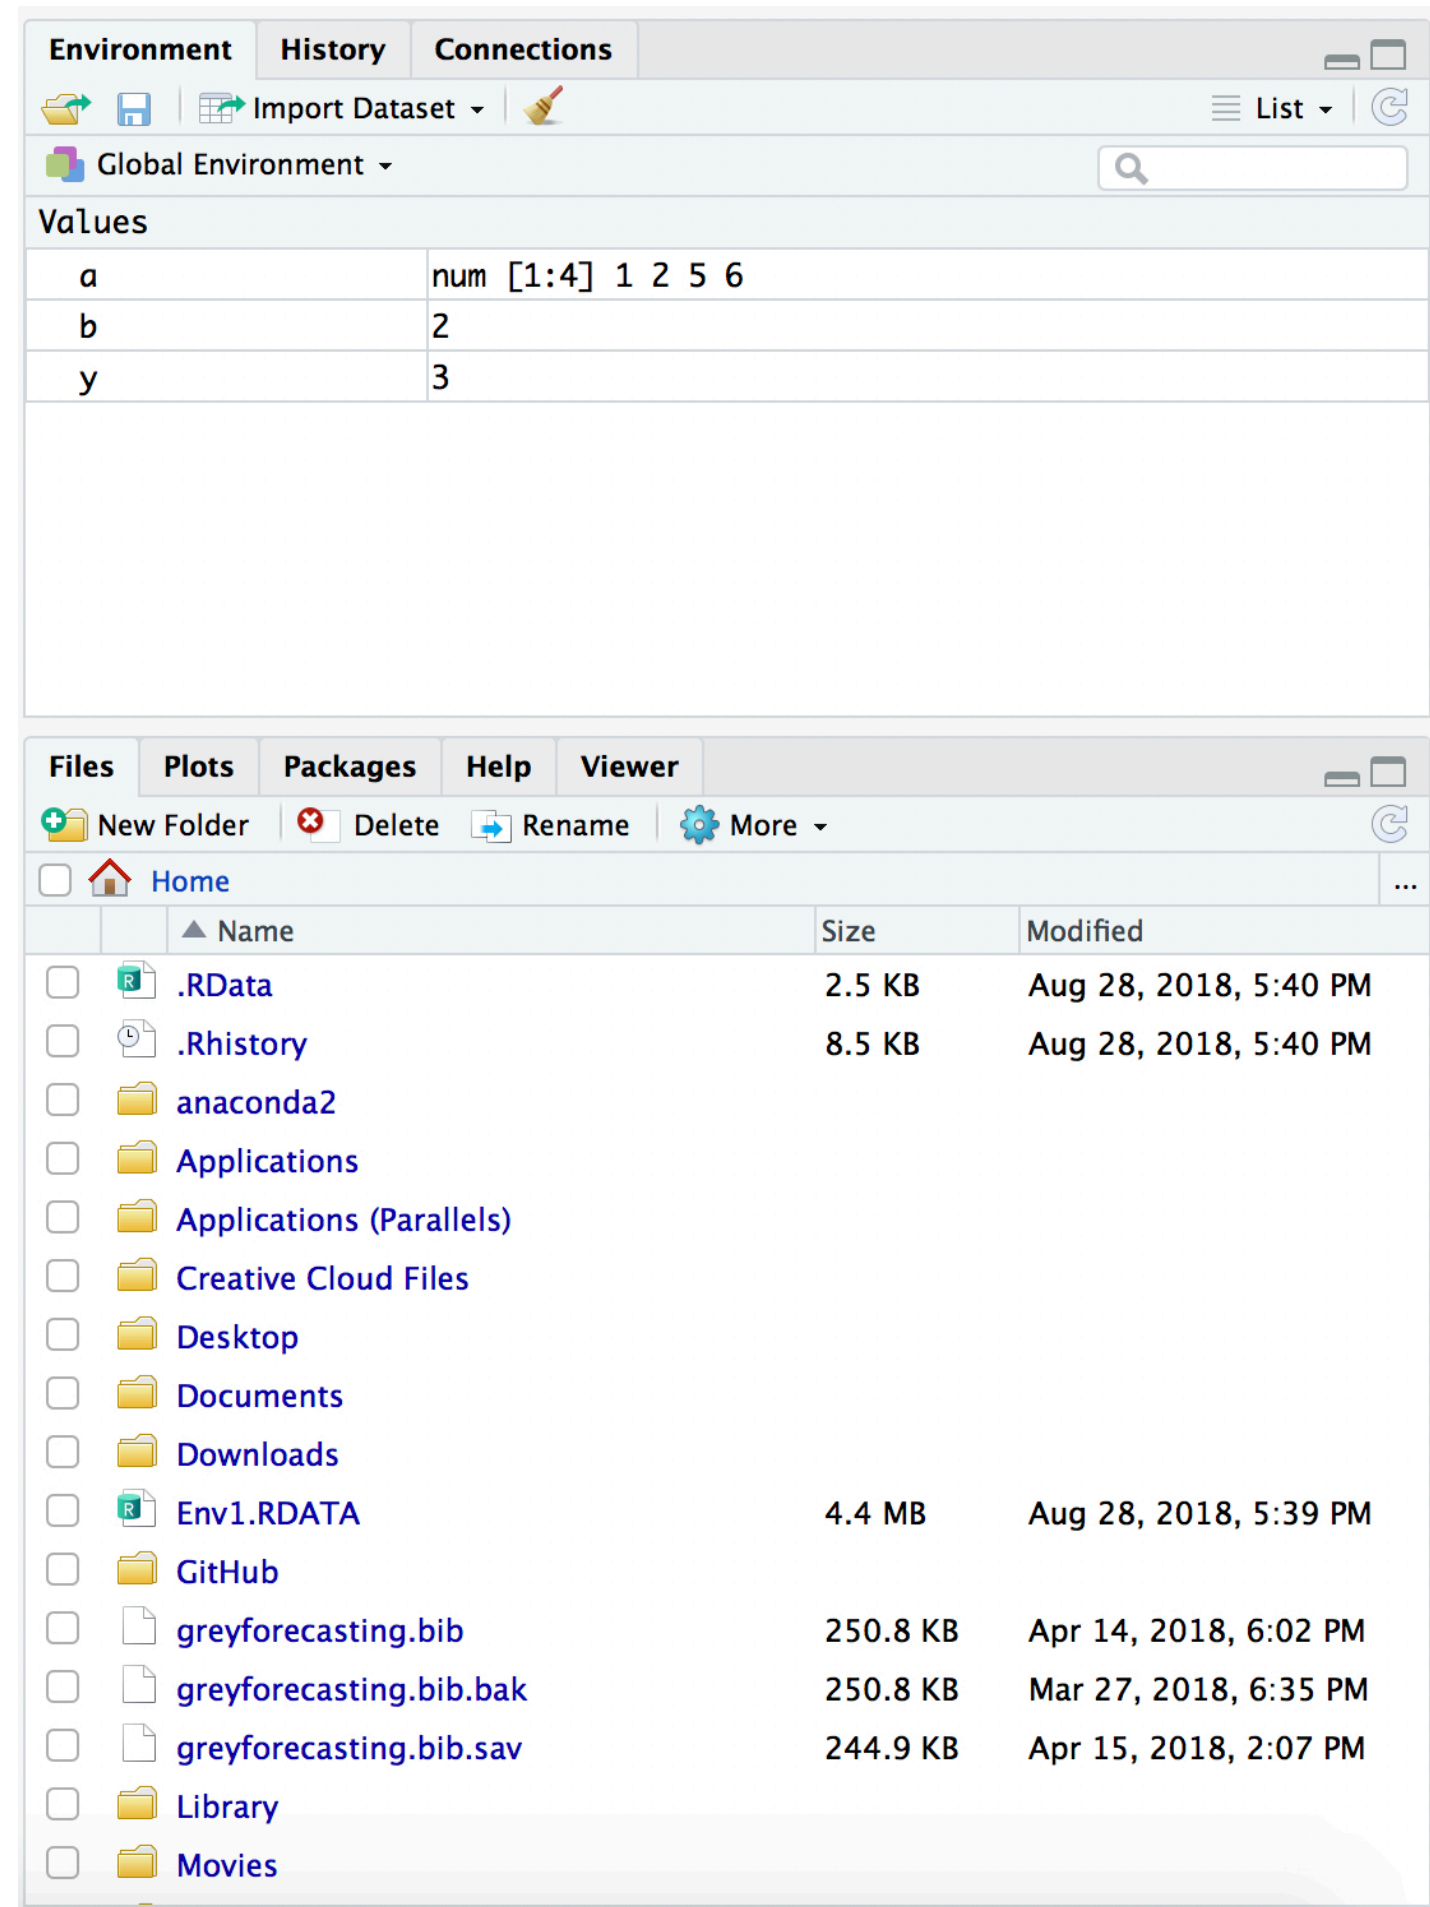 Environment History Connections
Import Dataset List
Global Environment
Values
a num [1:4] 1 2 5 6
b 2
y 3
Files Plots Packages Help Viewer
New Folder Delete Rename More
Home ...
Name Size Modified
R .RData 2.5 KB Aug 28, 2018, 5:40 PM
.Rhistory 8.5 KB Aug 28, 2018, 5:40 PM
anaconda2
Applications
Applications (Parallels)
Creative Cloud Files
Desktop
Documents
Downloads
R Env1.RDATA 4.4 MB Aug 28, 2018, 5:39 PM
GitHub
greyforecasting.bib 250.8 KB Apr 14, 2018, 6:02 PM
greyforecasting.bib.bak 250.8 KB Mar 27, 2018, 6:35 PM
greyforecasting.bib.sav 244.9 KB Apr 15, 2018, 2:07 PM
Library
Movies